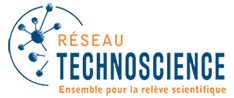 RÉSEAU
TECHNOSCIENCE
Ensemble pour la relève scientifique